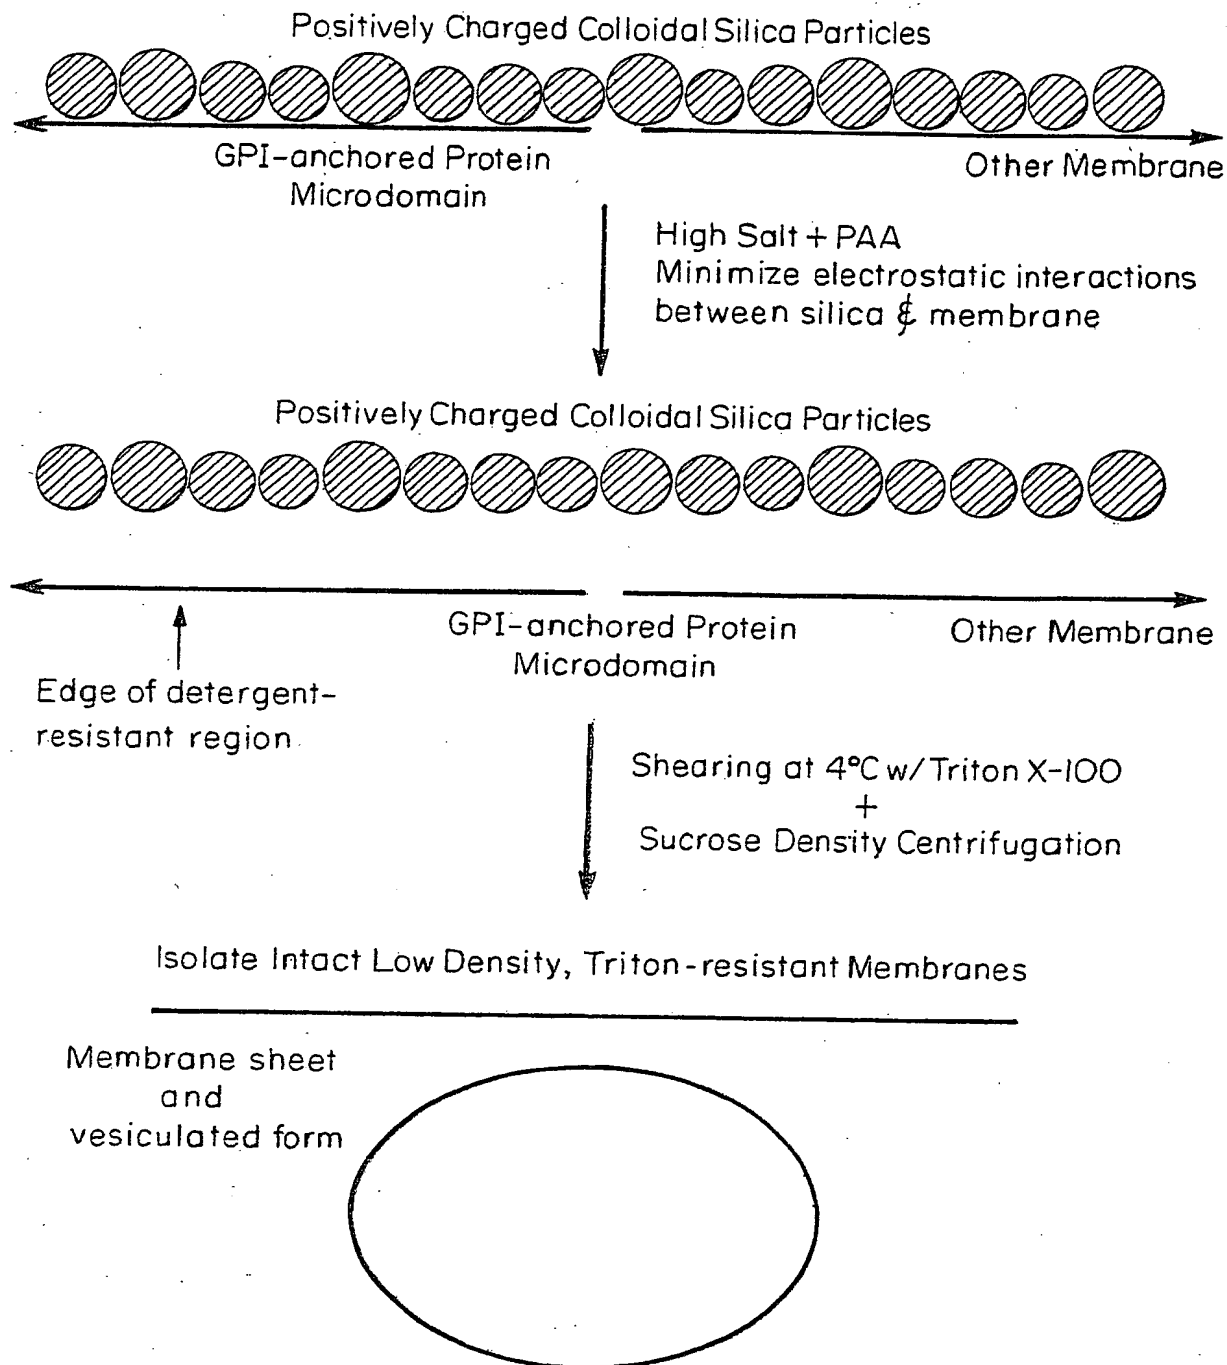 Positively Charged Colloidal Silica Particles
GPI-anchored Protein
Microdomain
Other Membrane
High Salt + PAA
Minimize electrostatic interactions
between silica & membrane
Positively Charged Colloidal Silica Particles
GPI-anchored Protein
Microdomain
Other Membrane
Edge of detergent-
resistant region
Shearing at 4°C w/Triton X-100
+
Sucrose Density Centrifugation
Isolate Intact Low Density, Triton-resistant Membranes
Membrane sheet
and
vesiculated form